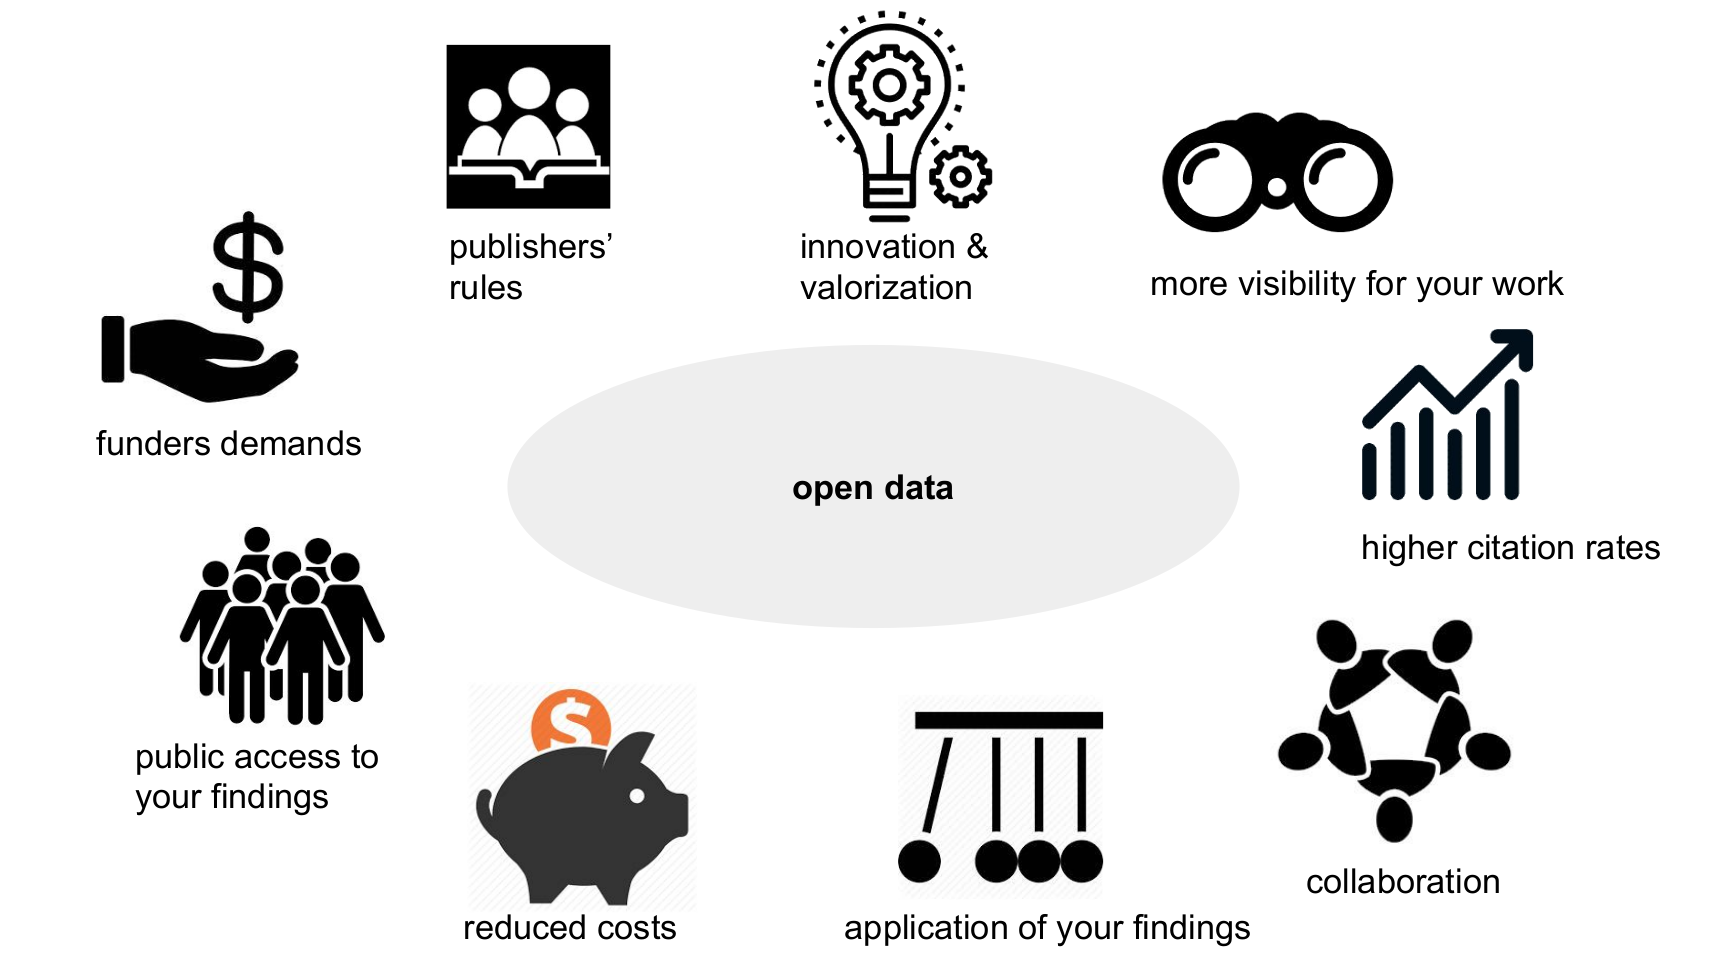 publishers’
rules
innovation &
valorization
more visibility for your work
$
funders demands
open data
higher citation rates
public access to
your findings
$
reduced costs
application of your findings
collaboration